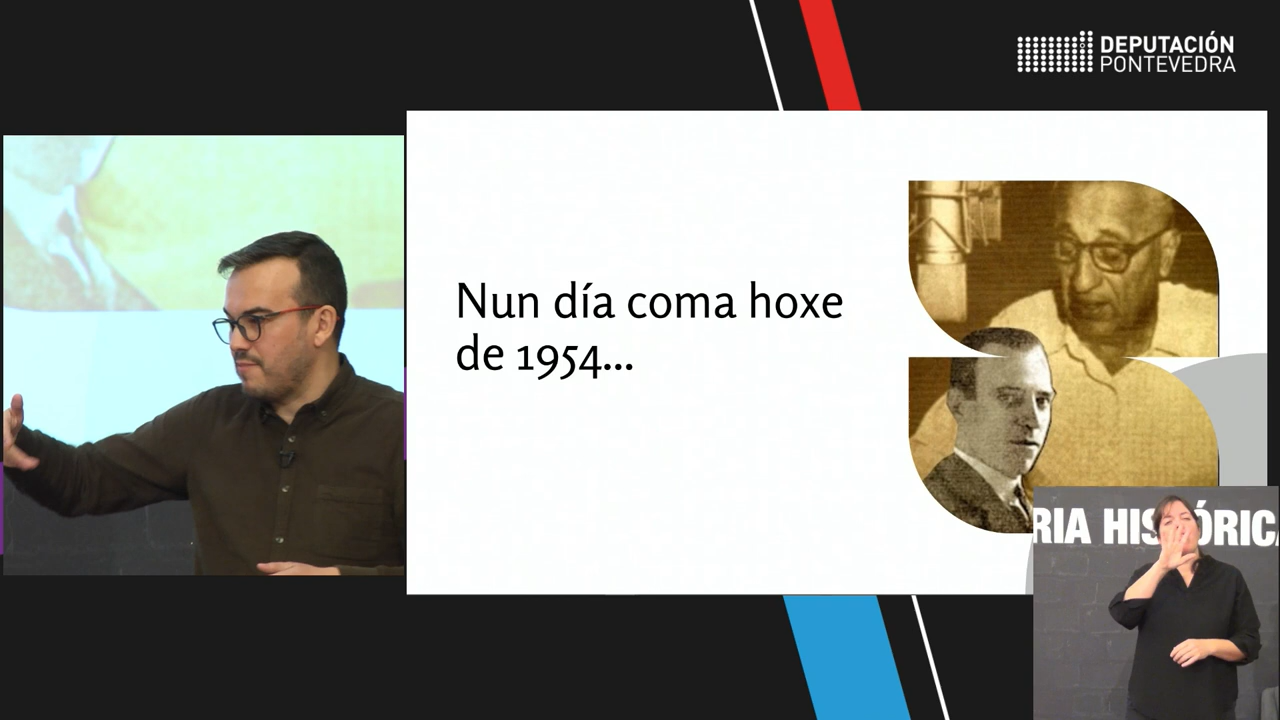 DEPUTACIÓN
PONTEVEDRA
Nun día coma hoxe
de 1954...
RIA HISTÓRICA